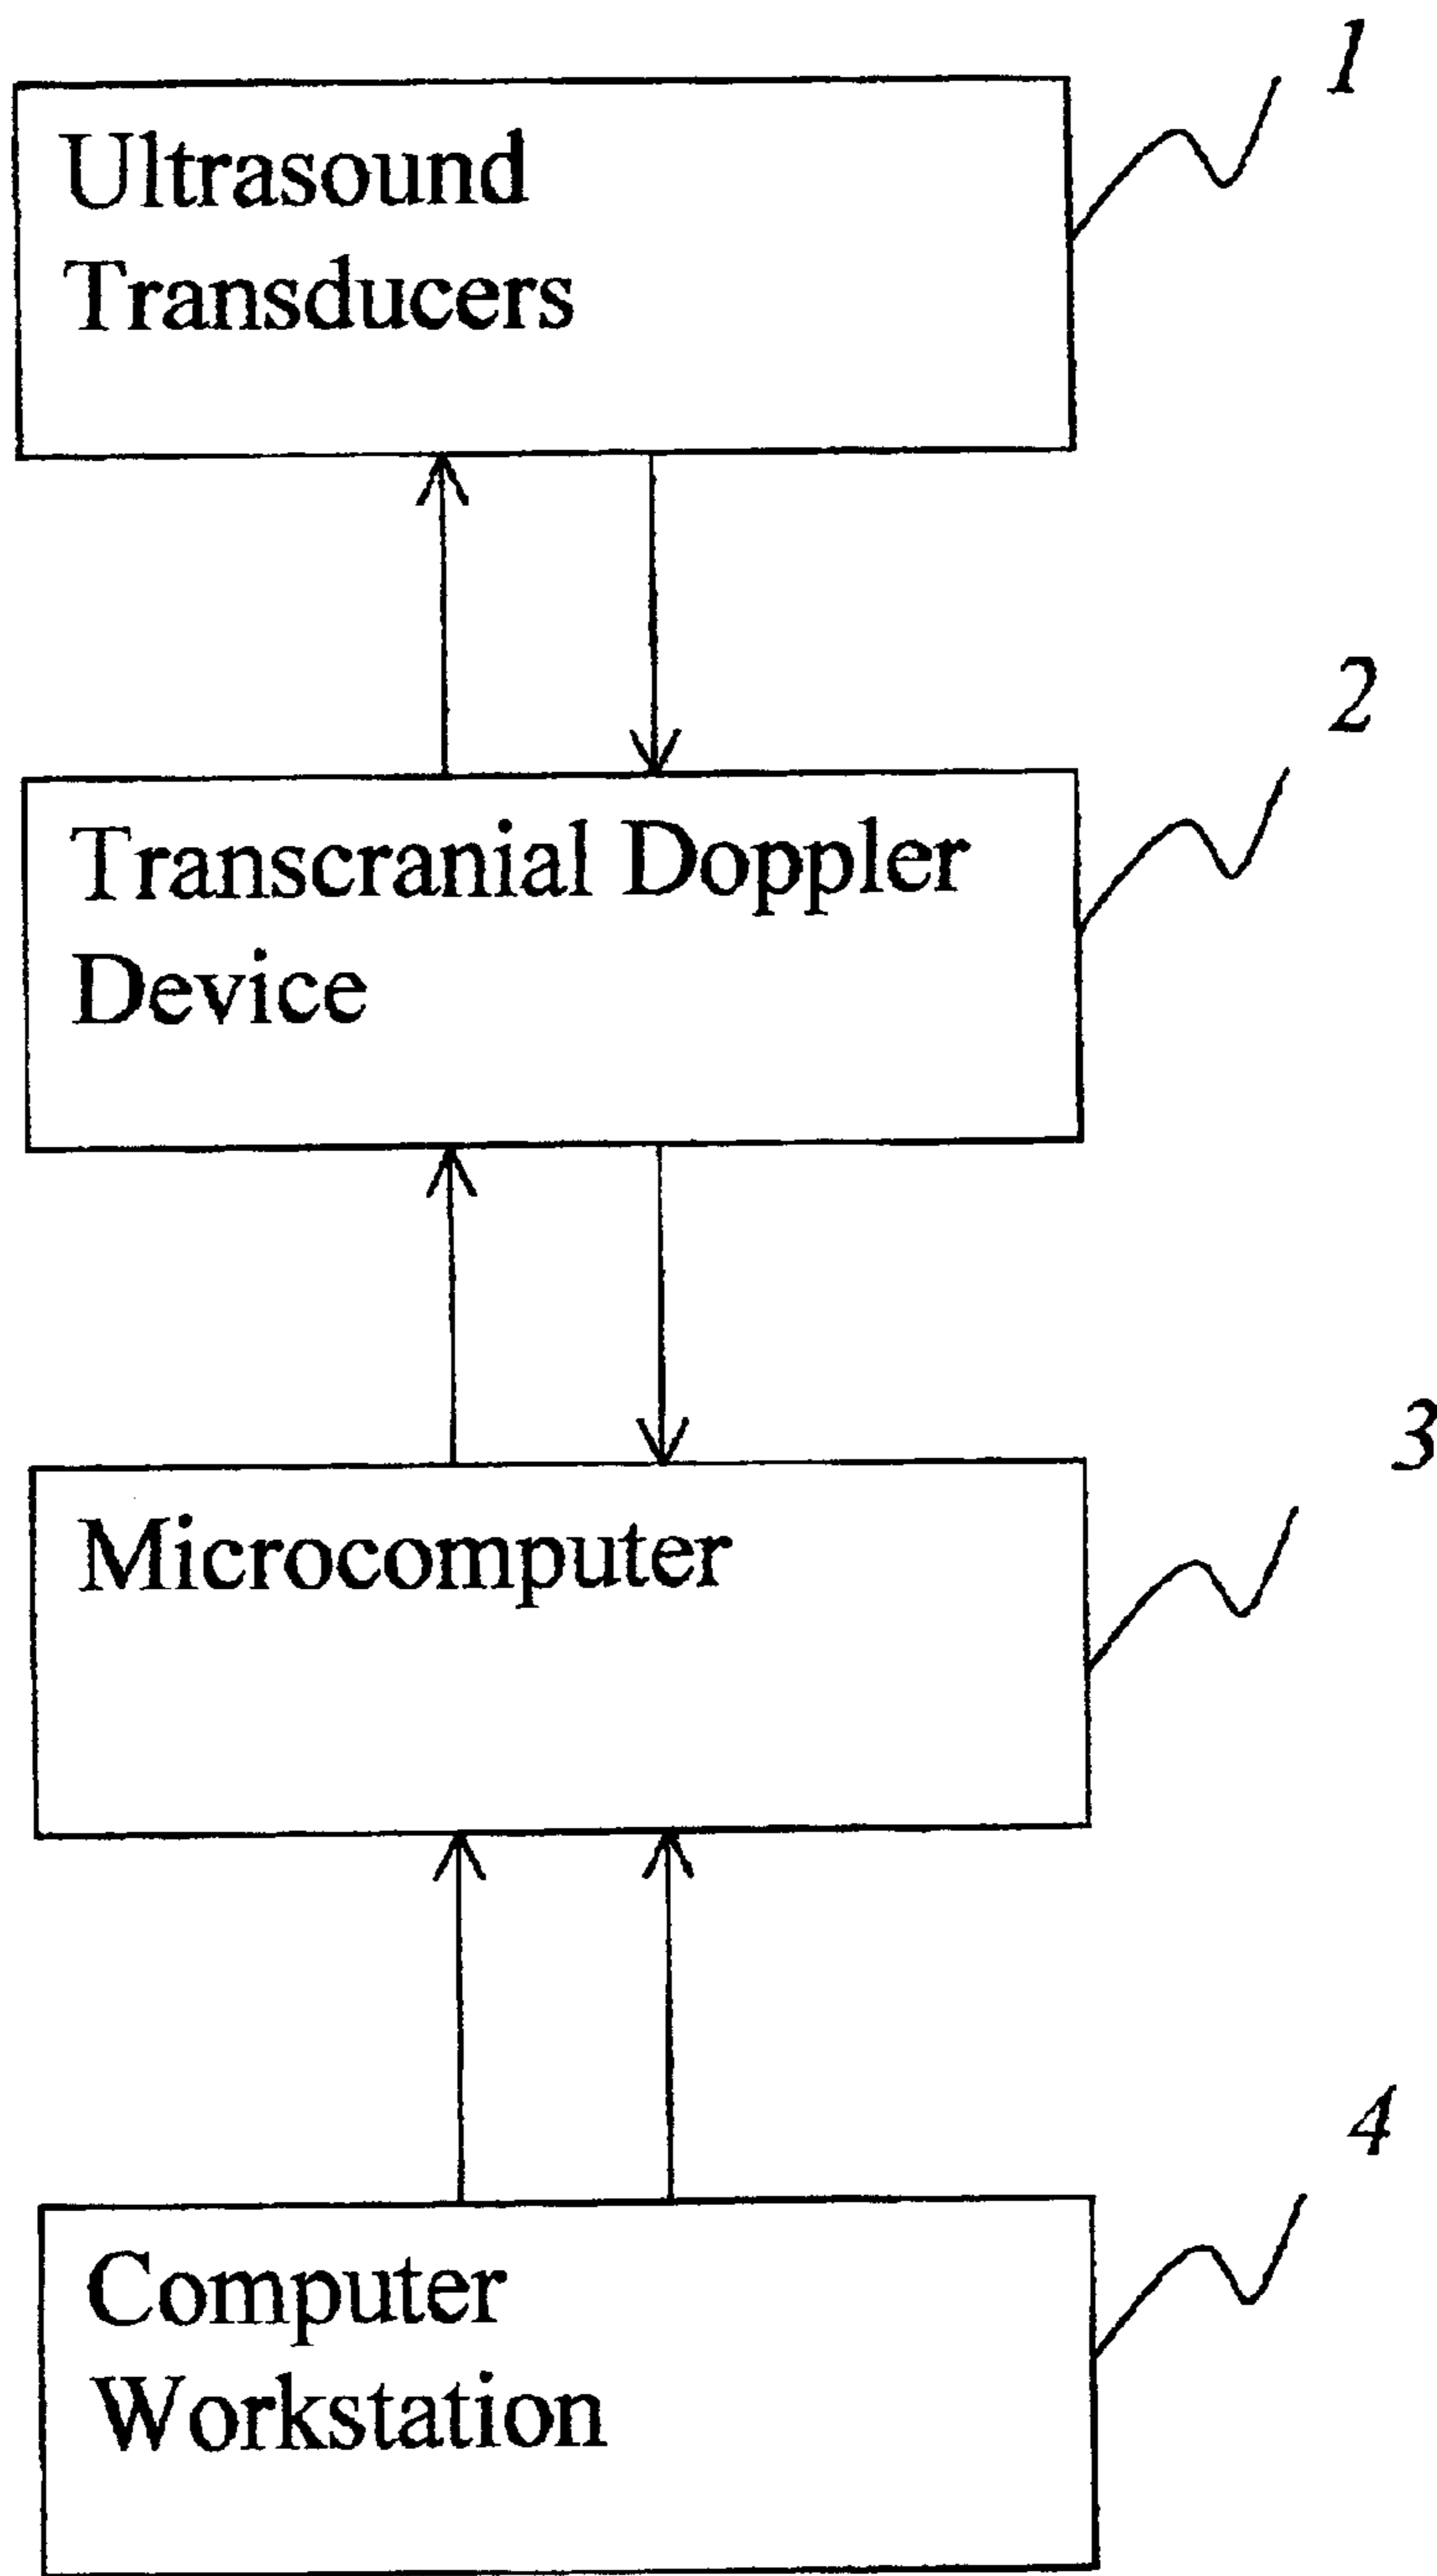 1
Ultrasound
Transducers
2
Transcranial Doppler
Device
3
Microcomputer
4
Computer
Workstation